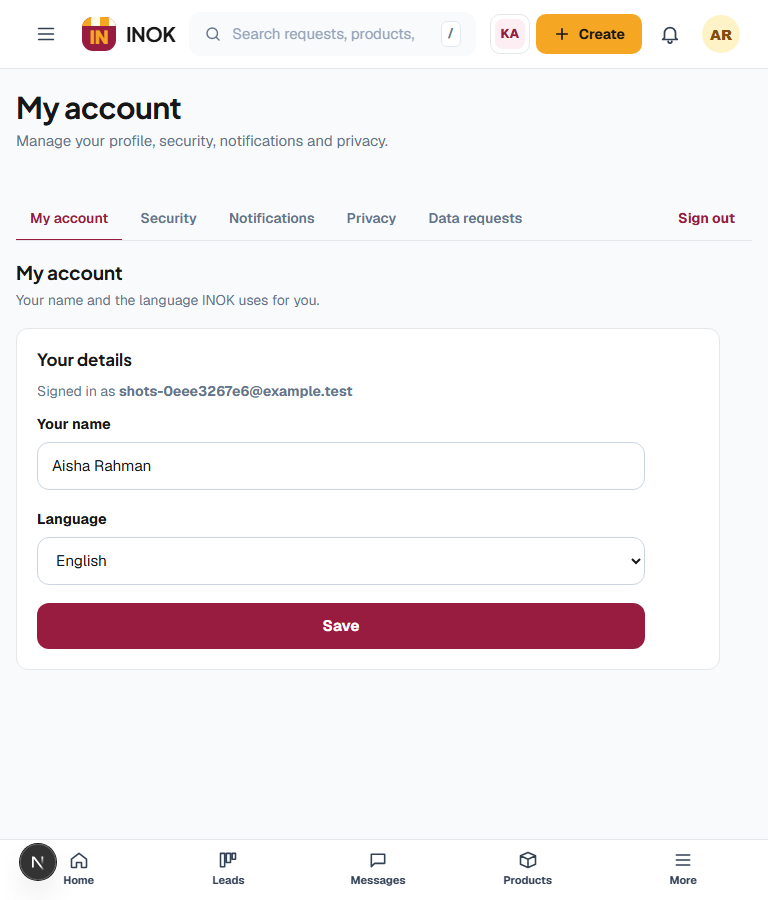 IN INOK
Search requests, products,
/
KA
Create
AR
My account
Manage your profile, security, notifications and privacy.
My account
Security
Notifications
Privacy
Data requests
Sign out
My account
Your name and the language INOK uses for you.
Your details
Signed in as shots-0eee3267e6@example.test
Your name
Aisha Rahman
Language
English
Save
N
Home
Leads
Messages
Products
More